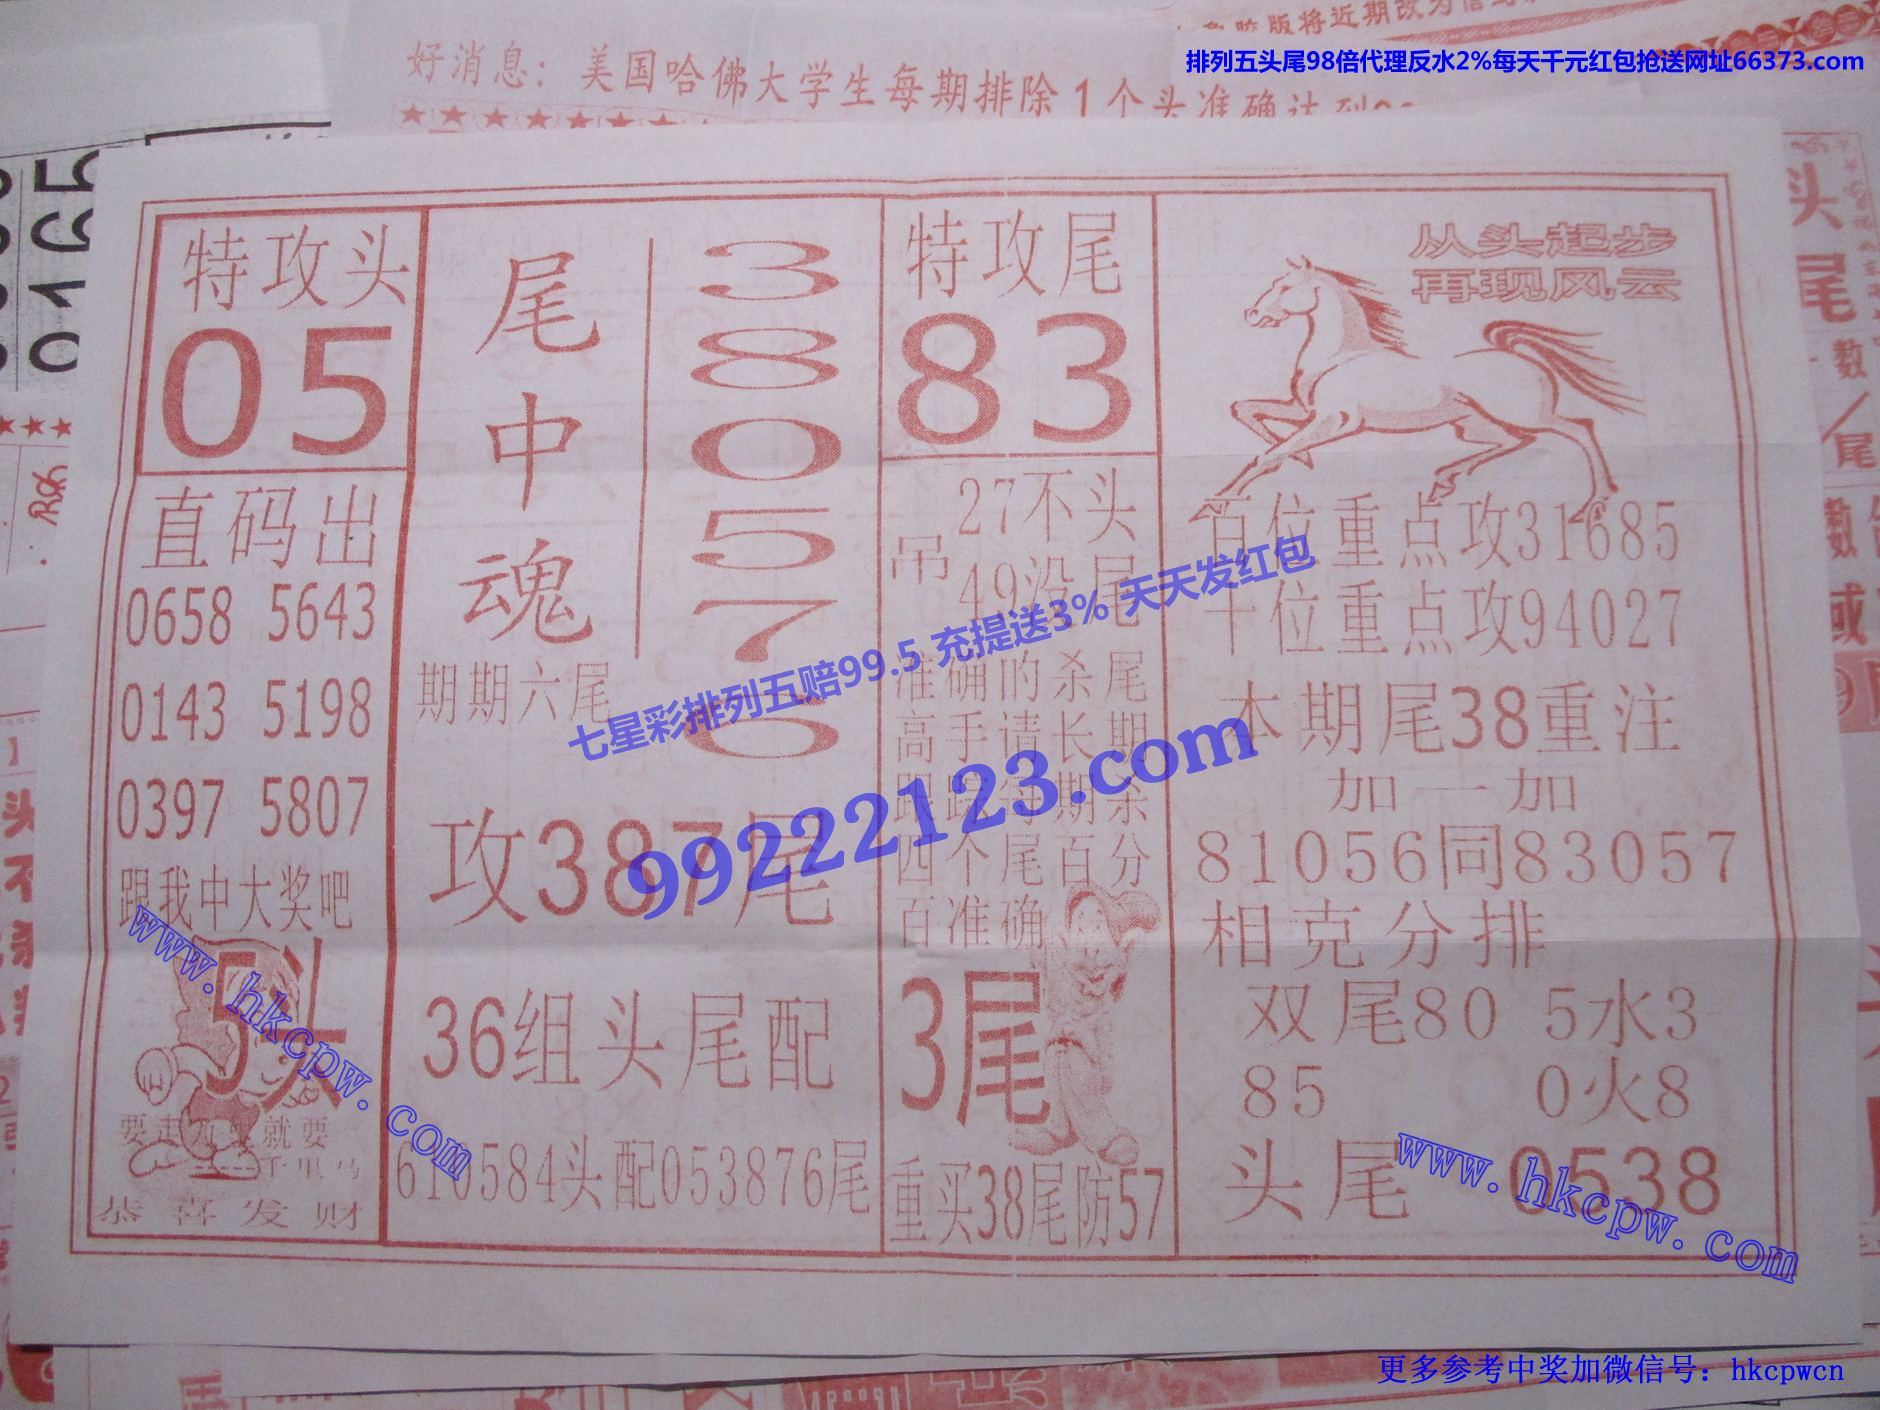 好消息：美国哈佛大学生每期排除1个头准确达到
排列五头尾98倍代理反水2%每天千元红包抢送网址66373.com
特攻头
05
直码出
0658 5643
0143 5198
0397 5807
跟我中大奖吧
5头
恭喜发财
尾中魂
380576
期期六尾
攻387尾
36组头尾配
610584头配053876尾
特攻尾
83
27不头
吊
49没尾
准确的杀尾
高手请长期
跟踪每期杀
四个尾百分
百准确
3尾
重买38尾防57
从头起步
再现风云
百位重点攻31685
千位重点攻94027
本期尾38重注
加一加
81056同83057
相克分排
双尾80 5水3
85 0火8
头尾 0538
七星彩排列五赔99.5 充提送3% 天天发红包
99222123.com
www.hkcpw.com
www.hkcpw.com
更多参考中奖加微信号：hkcpwcn